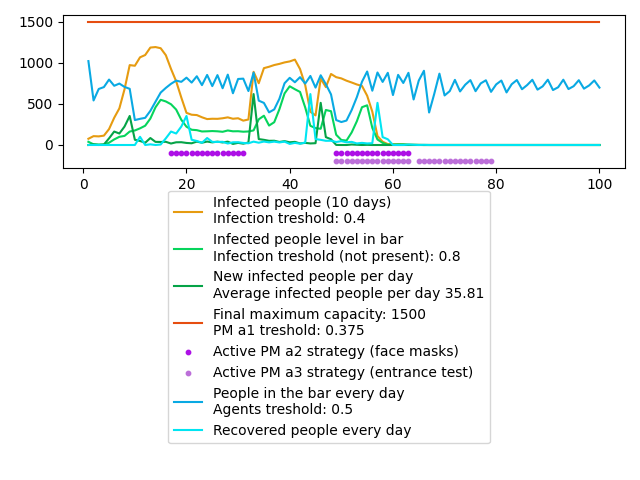 1500
1000
500
0
0 20 40 60 80 100
Infected people (10 days)
Infection treshold: 0.4
Infected people level in bar
Infection treshold (not present): 0.8
New infected people per day
Average infected people per day 35.81
Final maximum capacity: 1500
PM a1 treshold: 0.375
Active PM a2 strategy (face masks)
Active PM a3 strategy (entrance test)
People in the bar every day
Agents treshold: 0.5
Recovered people every day